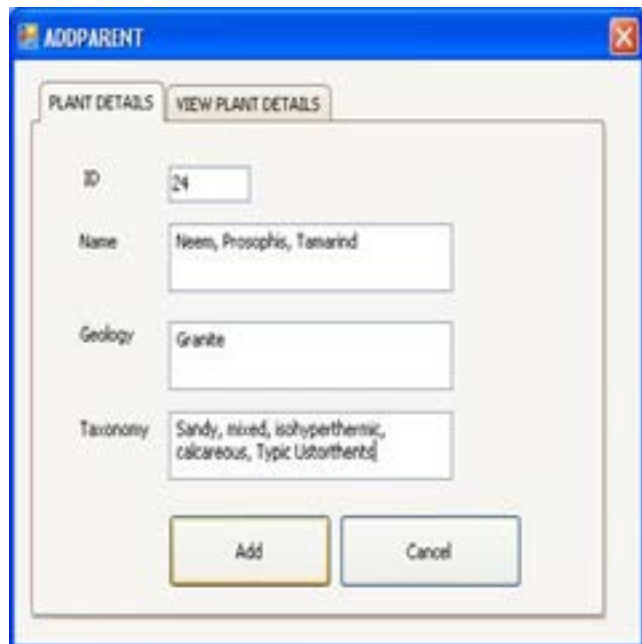 ADDPARENT
PLANT DETAILS VIEW PLANT DETAILS
ID 24
Name Neem, Prosophis, Tamarind
Geology Granite
Taxonomy Sandy, mixed, isohyperthermic,
calcareous, Typic Ustorthents
Add Cancel